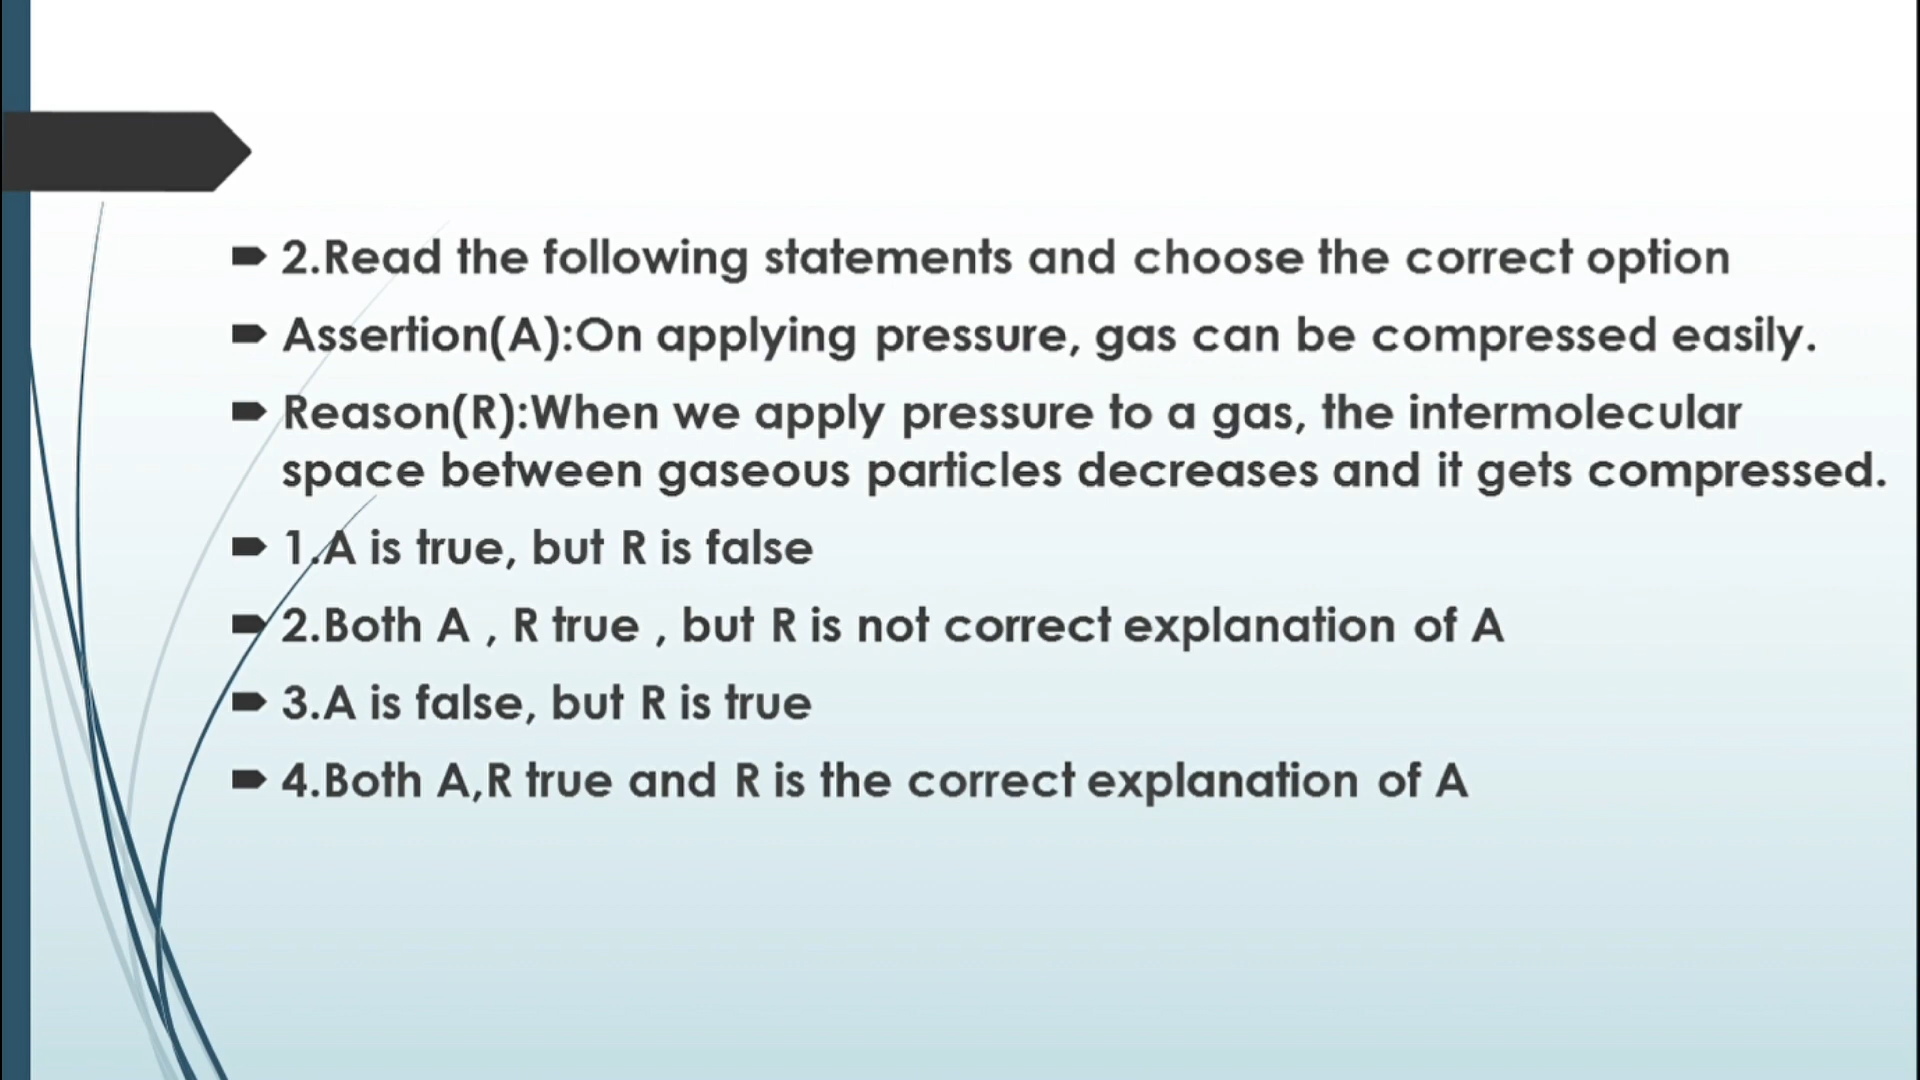 2.Read the following statements and choose the correct option
Assertion(A):On applying pressure, gas can be compressed easily.
Reason(R):When we apply pressure to a gas, the intermolecular
space between gaseous particles decreases and it gets compressed.
1.A is true, but R is false
2.Both A , R true , but R is not correct explanation of A
3.A is false, but R is true
4.Both A,R true and R is the correct explanation of A